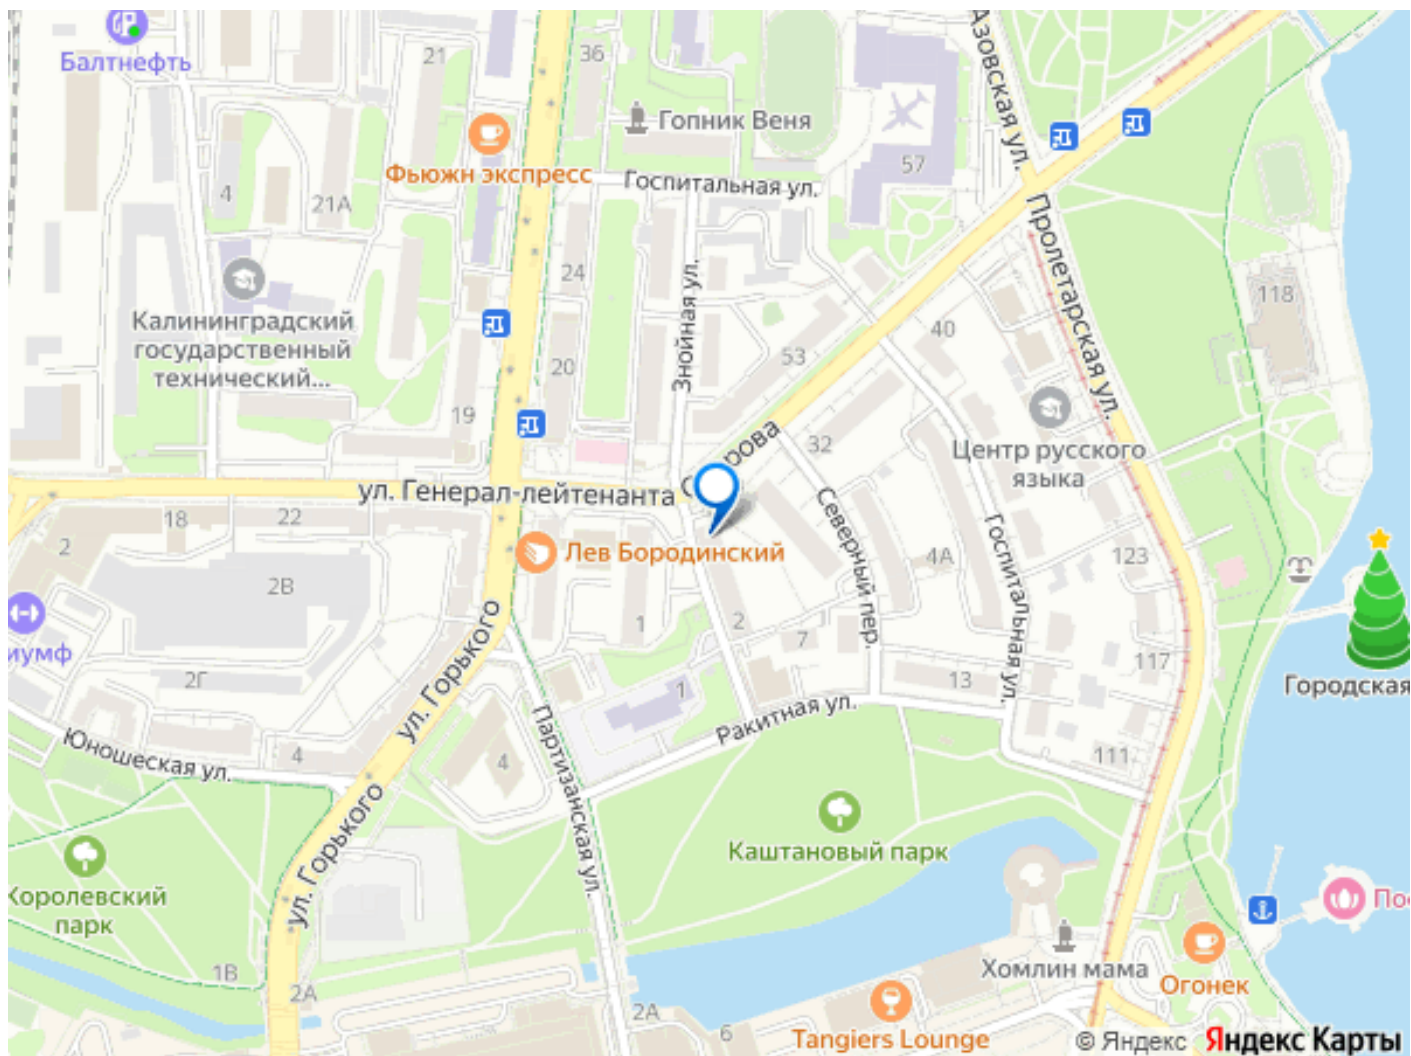 Балтнефть
21
36
Гопник Веня
Азовская ул.
Фьюжн экспресс
57
Госпитальная ул.
4
21А
Пролетарская ул.
24
118
Калининградский
государственный
технический...
Знойная ул.
40
20
53
19
32
Центр русского
языка
ул. Генерал-лейтенанта
18
22
Северный пер.
Госпитальная ул.
2
Лев Бородинский
4А
123
2В
1
2
7
иумф
117
2Г
1
13
Городская
ул. Горького
Партизанская ул.
Ракитная ул.
Юношеская ул.
4
4
111
ул. Горького
Каштановый парк
Королевский
парк
1В
2А
Хомлин мама
Огонек
2А
6
Tangiers Lounge
© Яндекс Яндекс Карты